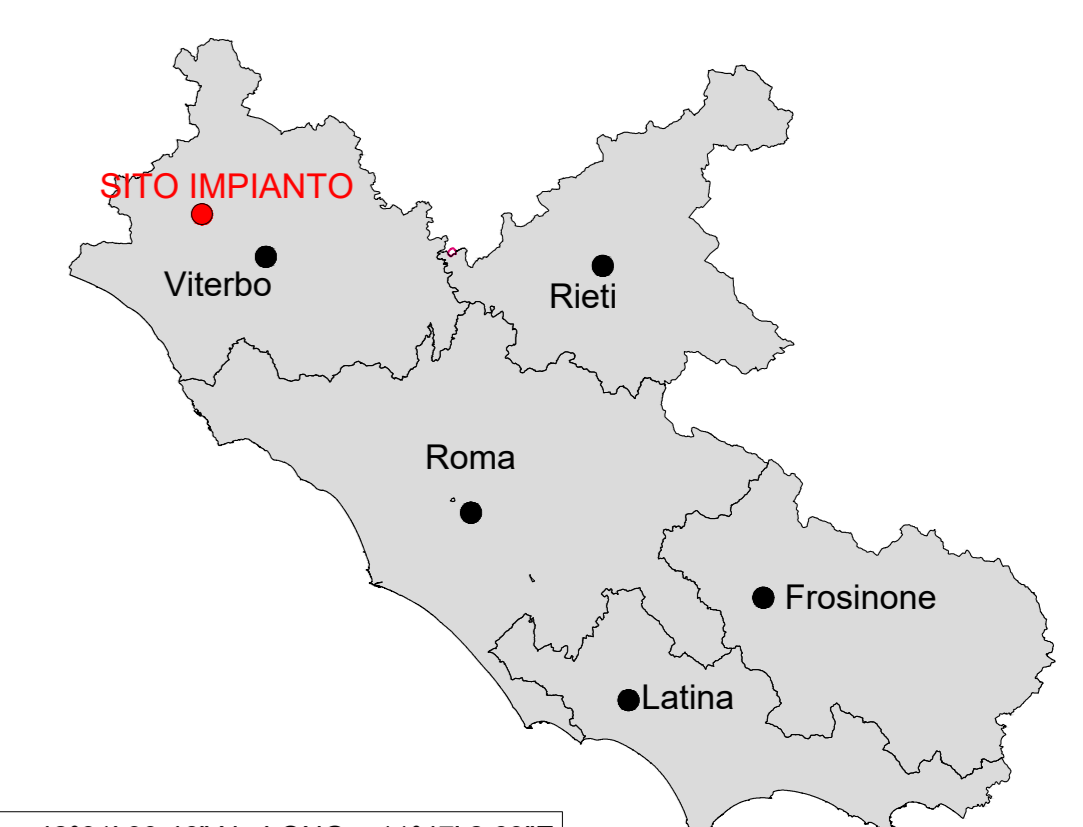 SITO IMPIANTO
Viterbo
Rieti
Roma
Frosinone
Latina